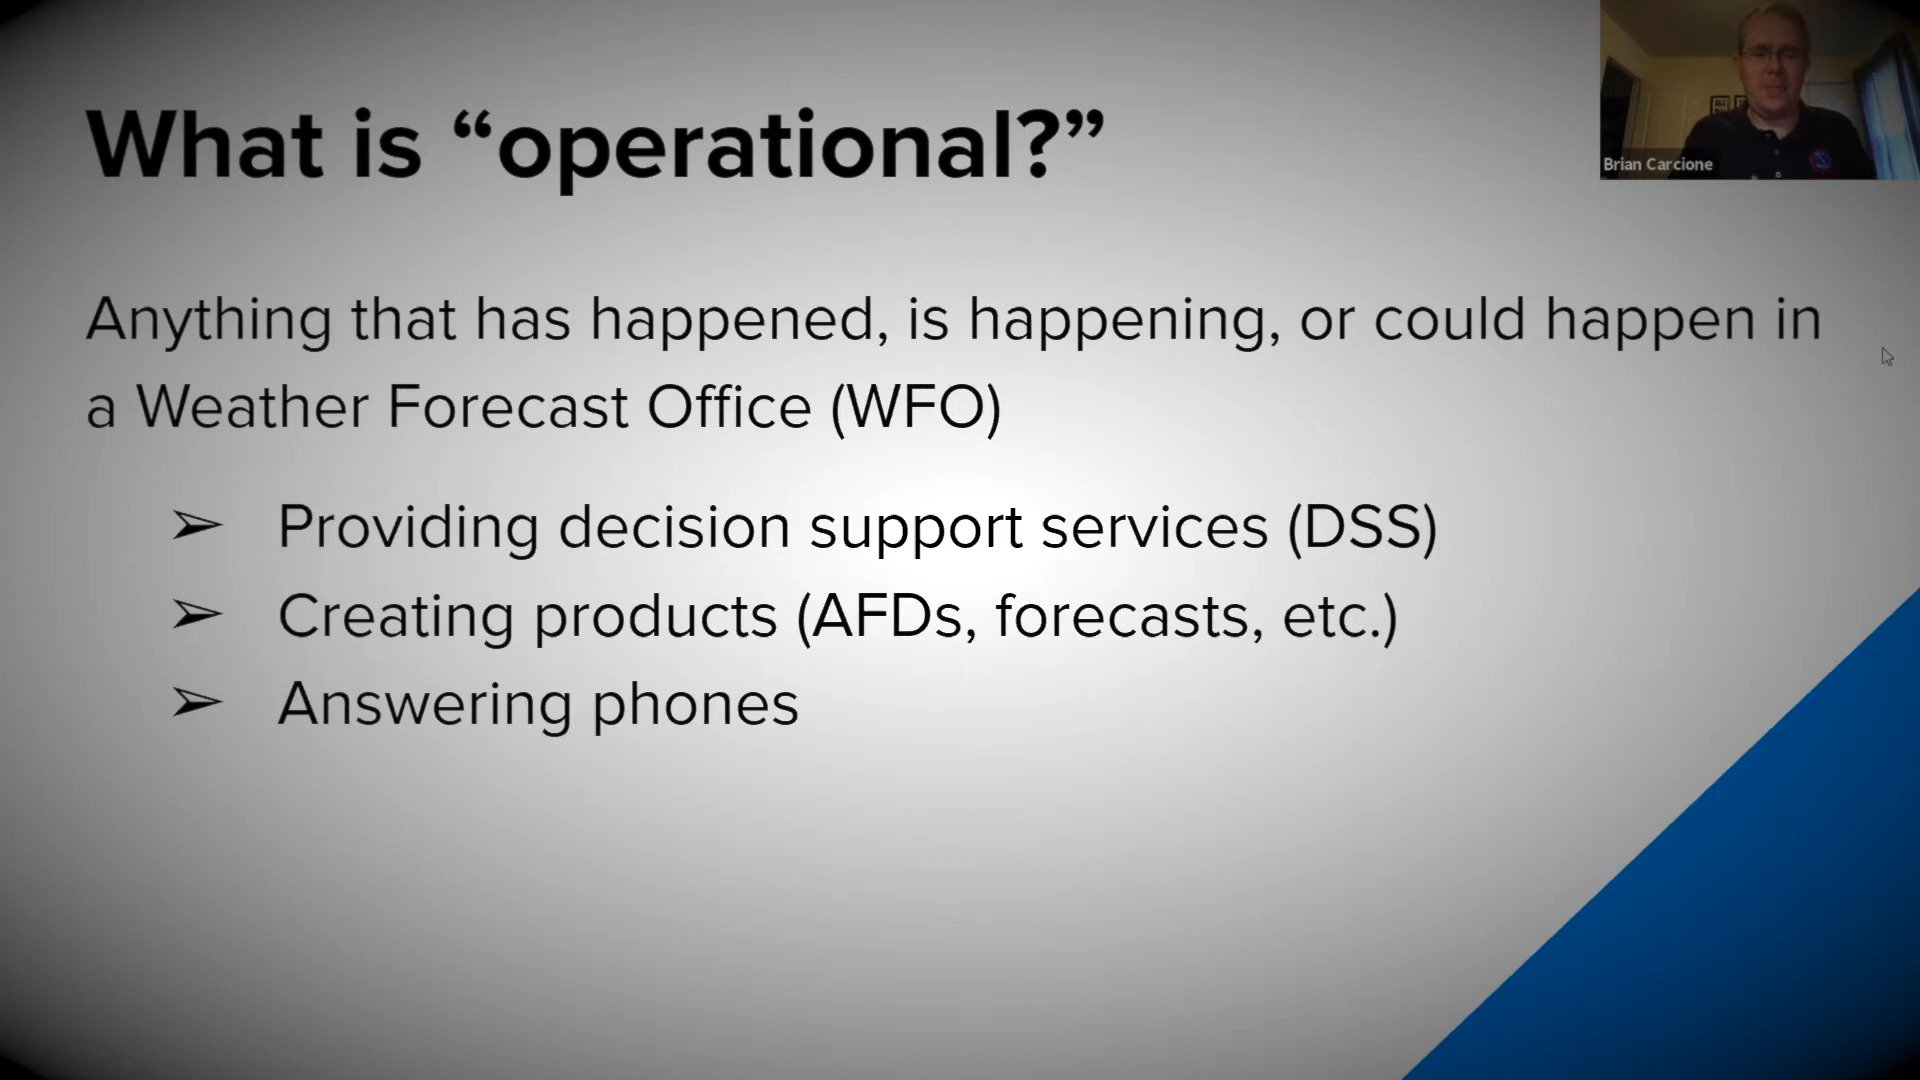 What is “operational?”
Brian Carcione
Anything that has happened, is happening, or could happen in
a Weather Forecast Office (WFO)
➢ Providing decision support services (DSS)
➢ Creating products (AFDs, forecasts, etc.)
➢ Answering phones